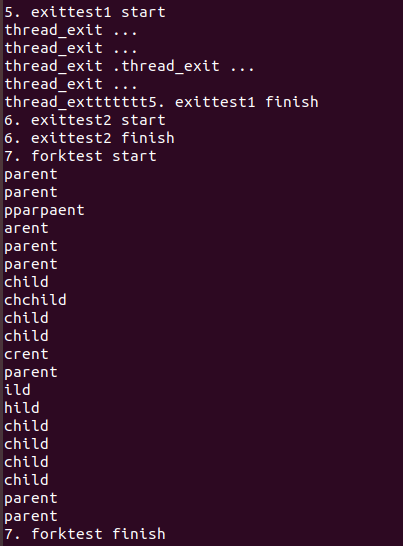 5. exittest1 start
thread_exit ...
thread_exit ...
thread_exit .thread_exit ...
thread_exit ...
thread_exttttttt5. exittest1 finish
6. exittest2 start
6. exittest2 finish
7. forktest start
parent
parent
pparpaent
arent
parent
parent
child
chchild
child
child
crent
parent
ild
hild
child
child
child
child
parent
parent
7. forktest finish